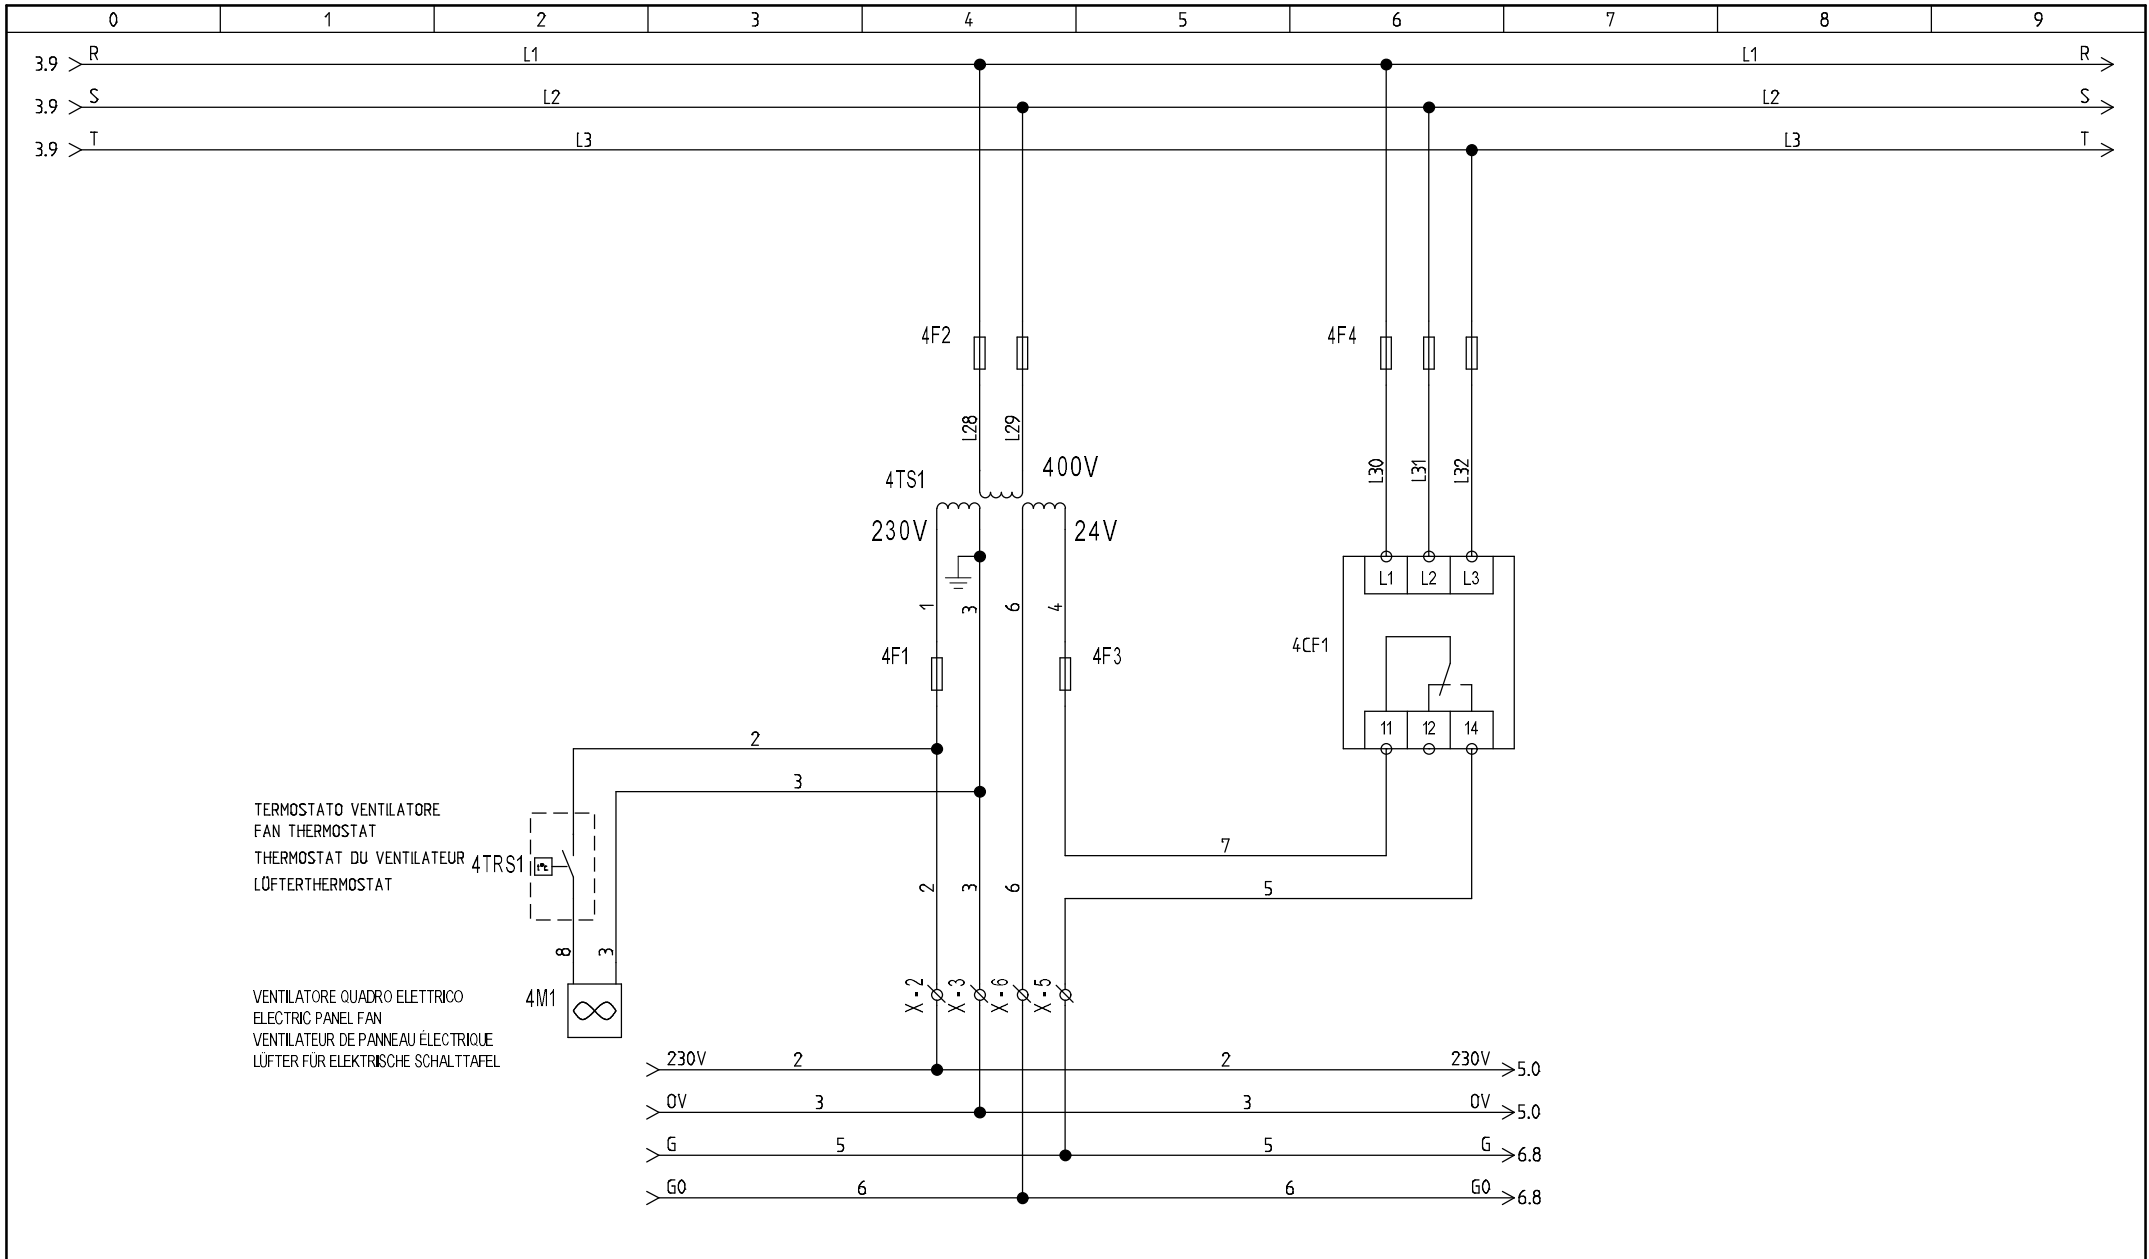 0 1 2 3 4 5 6 7 8 9
3.9 R L1 L1 R
3.9 S L2 L2 S
3.9 T L3 L3 T
4F2 4F4
L28 L29
L30 L31 L32
400V
4TS1
230V 24V
L1 L2 L3
1 3 6 4
4CF1
4F1 4F3
11 12 14
2
3
TERMOSTATO VENTILATORE
FAN THERMOSTAT
THERMOSTAT DU VENTILATEUR
LÜFTERTHERMOSTAT
4TRS1
7
2 3 6 5
8 3
X-2 X-3 X-6 X-5
VENTILATORE QUADRO ELETTRICO
ELECTRIC PANEL FAN
VENTILATEUR DE PANNEAU ÉLECTRIQUE
LÜFTER FÜR ELEKTRISCHE SCHALTTAFEL
4M1
230V 2 2 230V 5.0
0V 3 3 0V 5.0
G 5 5 G 6.8
G0 6 6 G0 6.8